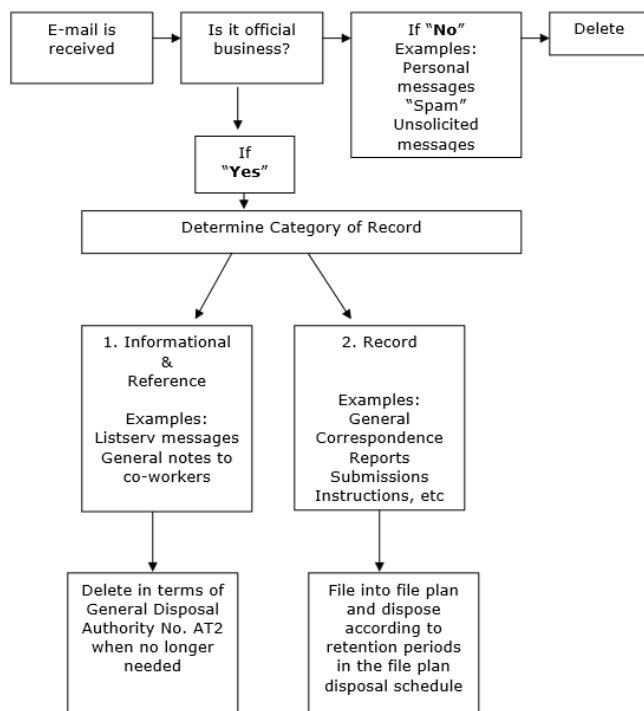 E-mail is
received
Is it official
business?
If “No”
Examples:
Personal
messages
“Spam”
Unsolicited
messages
Delete
If
“Yes”
Determine Category of Record
1. Informational
&
Reference
Examples:
Listserv messages
General notes to
co-workers
2. Record
Examples:
General
Correspondence
Reports
Submissions
Instructions, etc
Delete in terms of
General Disposal
Authority No. AT2
when no longer
needed
File into file plan
and dispose
according to
retention periods
in the file plan
disposal schedule